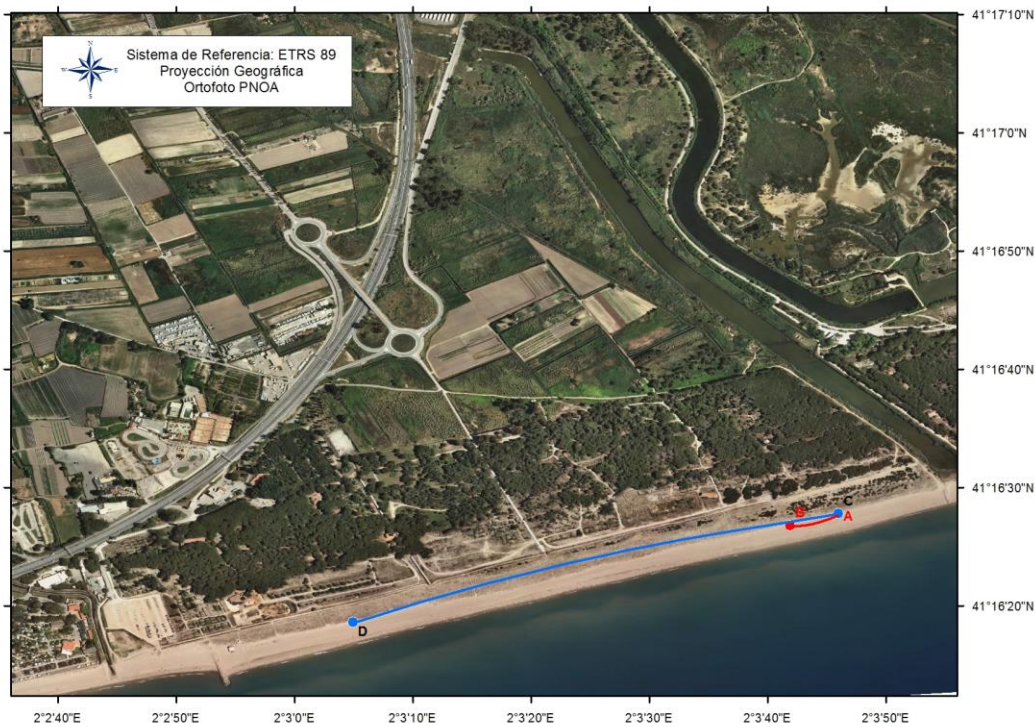 Sistema de Referencia: ETRS 89
Proyección Geográfica
Ortofoto PNOA
41°17'10"N
41°17'0"N
41°16'50"N
41°16'40"N
41°16'30"N
41°16'20"N
C
B
A
D
2°2'40"E
2°2'50"E
2°3'0"E
2°3'10"E
2°3'20"E
2°3'30"E
2°3'40"E
2°3'50"E